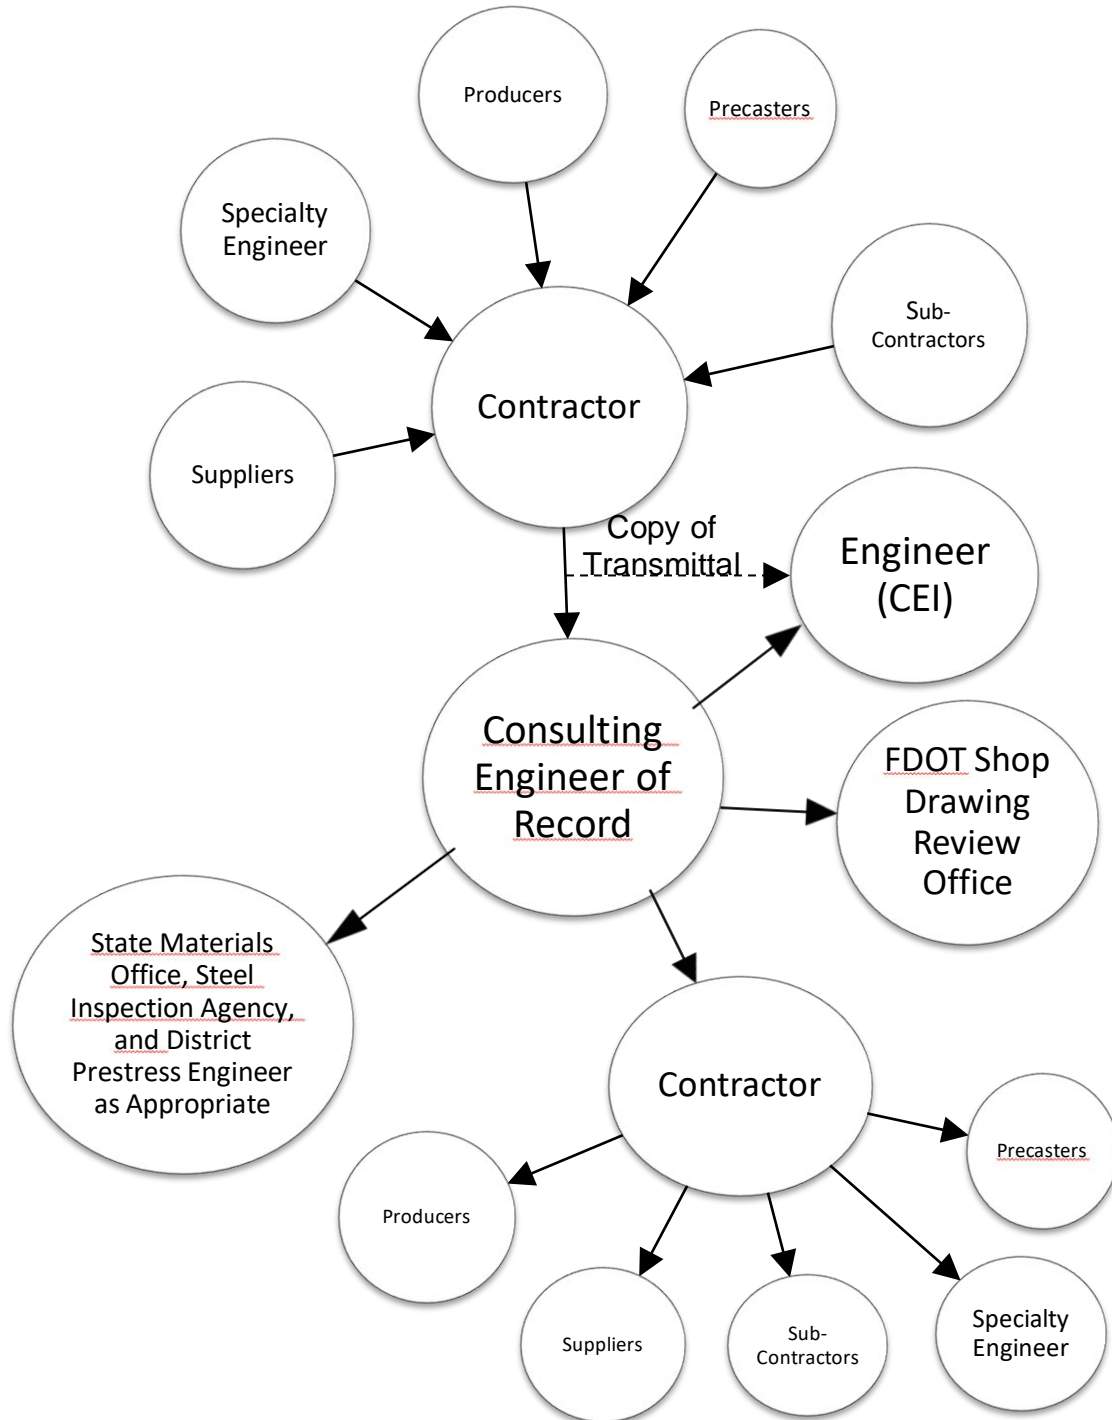 Producers
Precasters
Specialty
Engineer
Sub-
Contractors
Contractor
Suppliers
Copy of
Transmittal
Engineer
(CEI)
Consulting
Engineer of
Record
FDOT Shop
Drawing
Review
Office
State Materials
Office, Steel
Inspection Agency,
and District
Prestress Engineer
as Appropriate
Contractor
Precasters
Producers
Suppliers
Sub-
Contractors
Specialty
Engineer